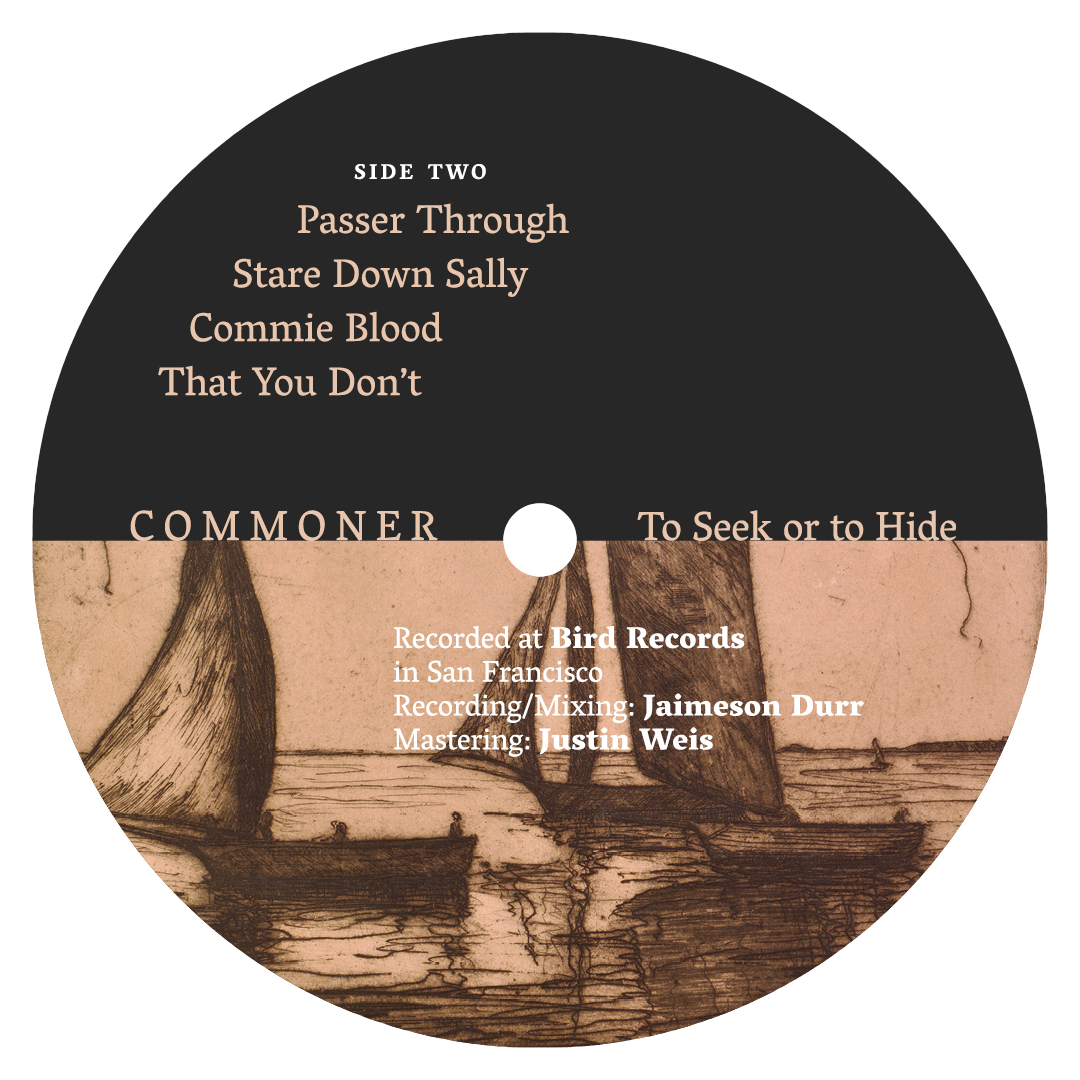 SIDE TWO
Passer Through
Stare Down Sally
Commie Blood
That You Don’t
COMMONER
To Seek or to Hide
Recorded at Bird Records
in San Francisco
Recording/Mixing: Jaimeson Durr
Mastering: Justin Weis